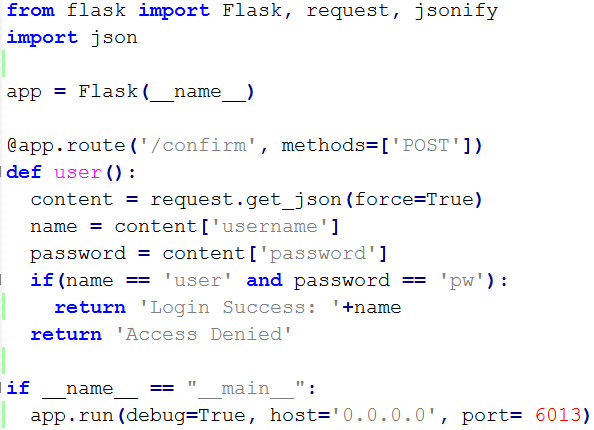 from flask import Flask, request, jsonify
import json
app = Flask(__name__)
@app.route('/confirm', methods=['POST'])
def user():
  content = request.get_json(force=True)
  name = content['username']
  password = content['password']
  if(name == 'user' and password == 'pw'):
    return 'Login Success: '+name
  return 'Access Denied'
if __name__ == "__main__":
  app.run(debug=True, host='0.0.0.0', port= 6013)